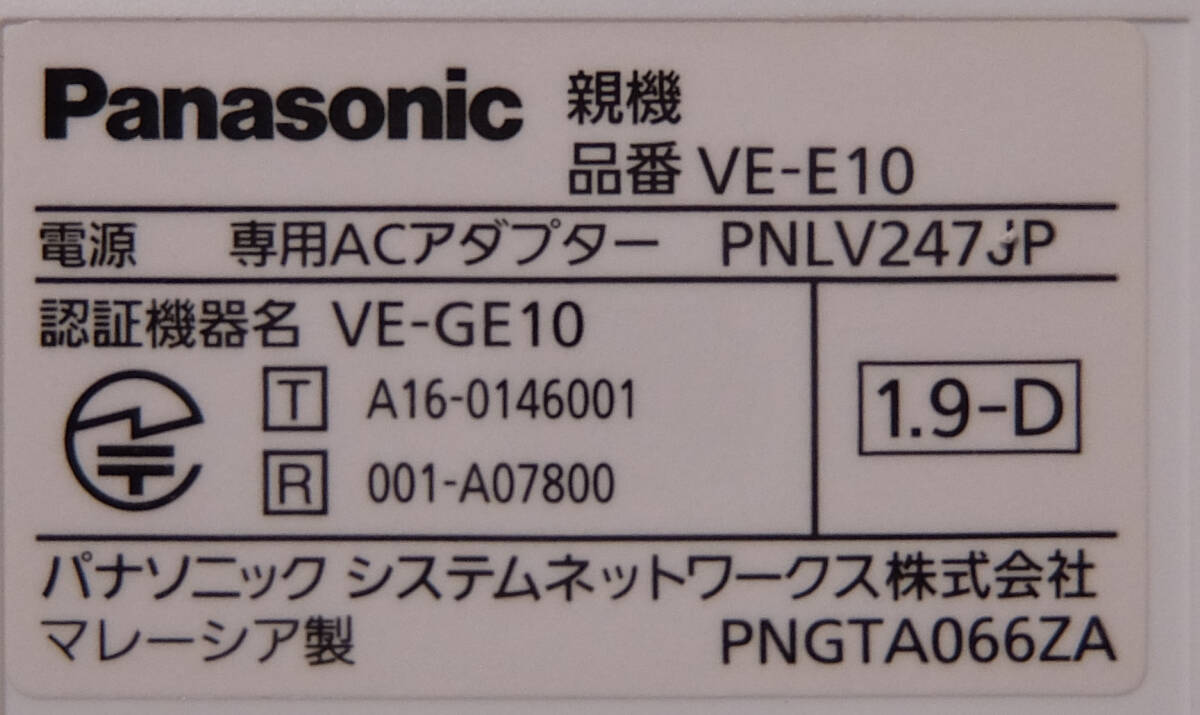 Panasonic 親機
品番 VE-E10
電源 専用ACアダプター PNLV247JP
認証機器名 VE-GE10
T A16-0146001
R 001-A07800
1.9-D
パナソニック システムネットワークス株式会社
マレーシア製 PNGTA066ZA